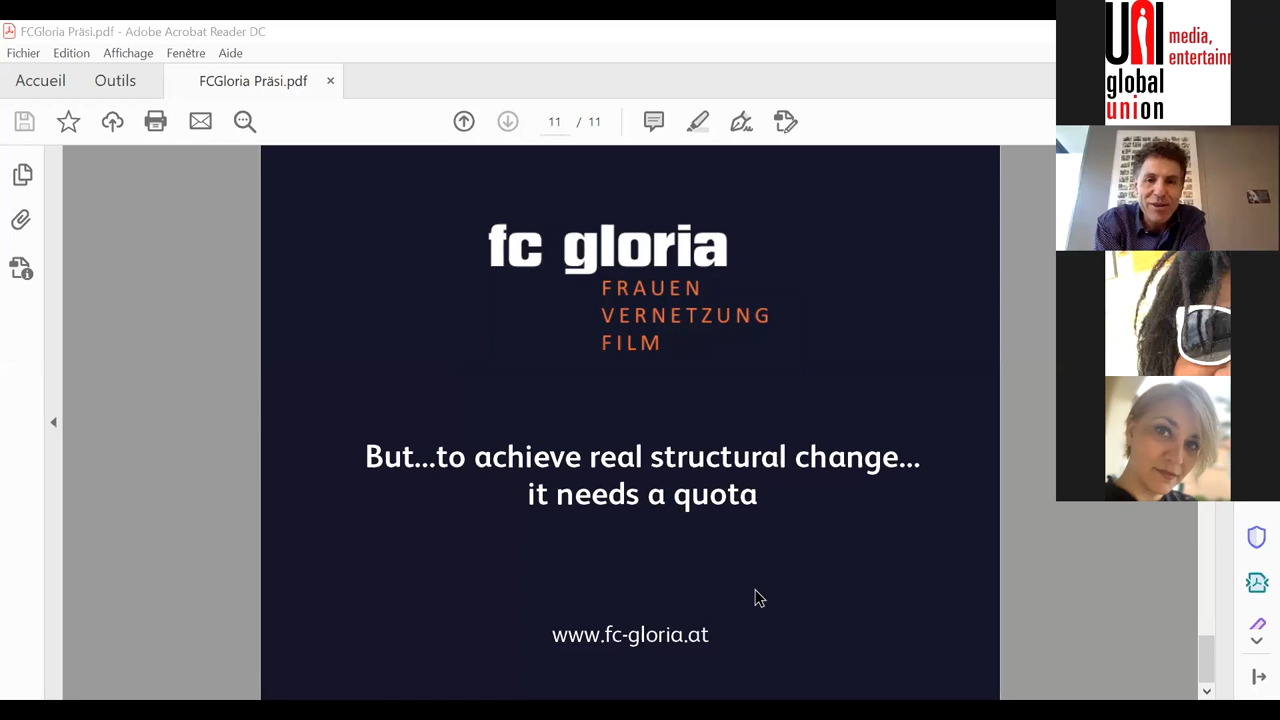 FCGloria Präsi.pdf - Adobe Acrobat Reader DC
Fichier Edition Affichage Fenêtre Aide
Accueil Outils FCGloria Präsi.pdf ×
11 / 11
fc gloria
FRAUEN
VERNETZUNG
FILM
But...to achieve real structural change...
it needs a quota
www.fc-gloria.at
UNI
global
union
media,
entertainm